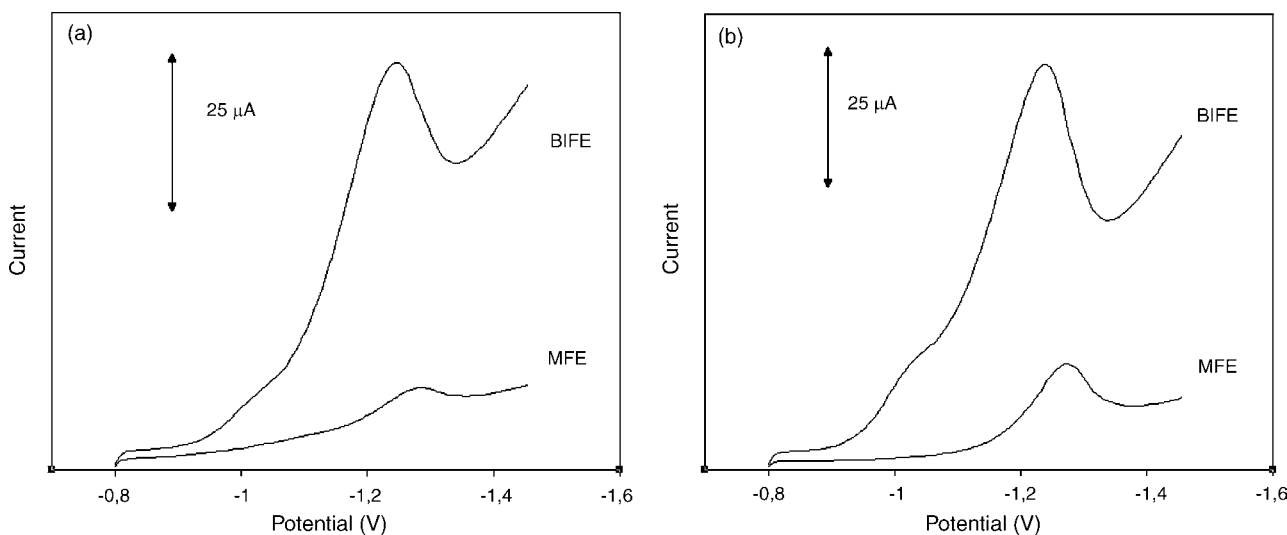 (a)
25 μA
BIFE
MFE
Current
-0,8 -1 -1,2 -1,4 -1,6
Potential (V)
(b)
25 μA
BIFE
MFE
Current
-0,8 -1 -1,2 -1,4 -1,6
Potential (V)